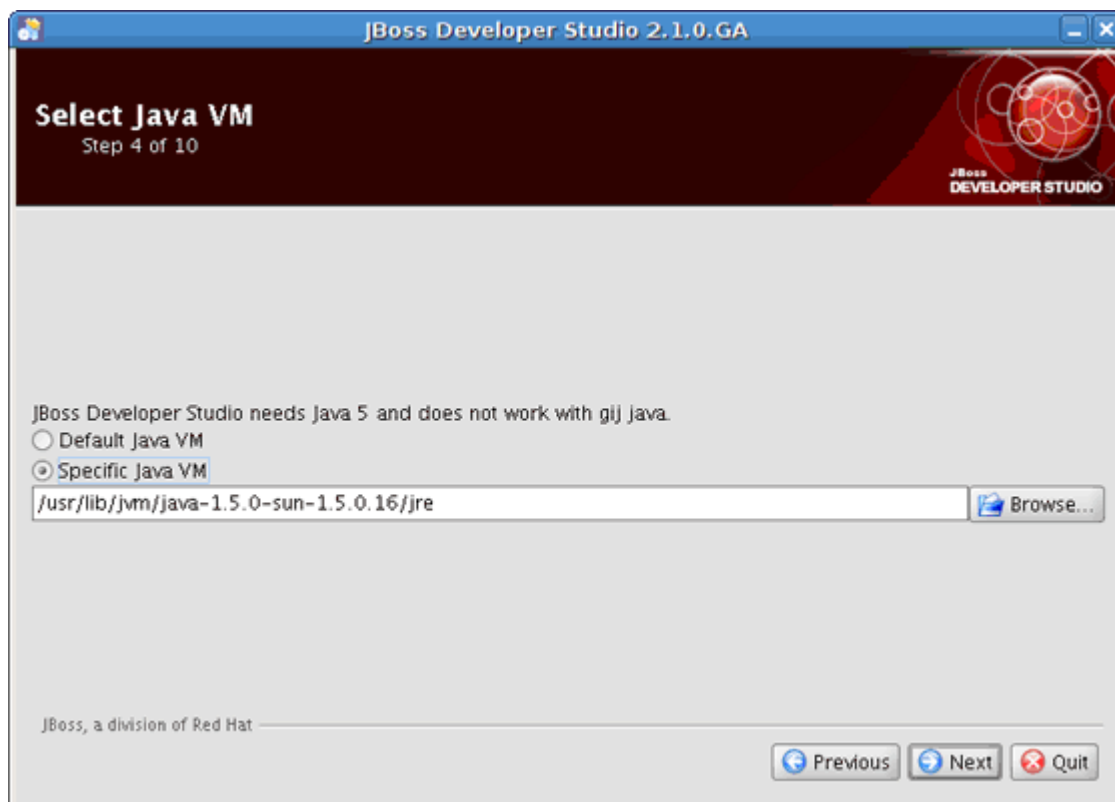 JBoss Developer Studio 2.1.0.GA
Select Java VM
Step 4 of 10
JBoss
DEVELOPER STUDIO
JBoss Developer Studio needs Java 5 and does not work with gij java.
Default Java VM
Specific Java VM
/usr/lib/jvm/java-1.5.0-sun-1.5.0.16/jre
Browse...
JBoss, a division of Red Hat
Previous
Next
Quit